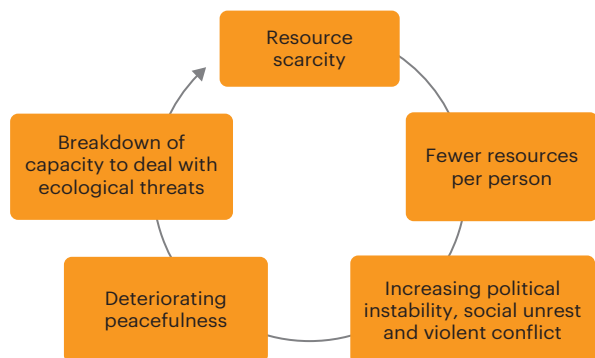 Resource
scarcity
Fewer resources
per person
Increasing political
instability, social unrest
and violent conflict
Deteriorating
peacefulness
Breakdown of
capacity to deal with
ecological threats